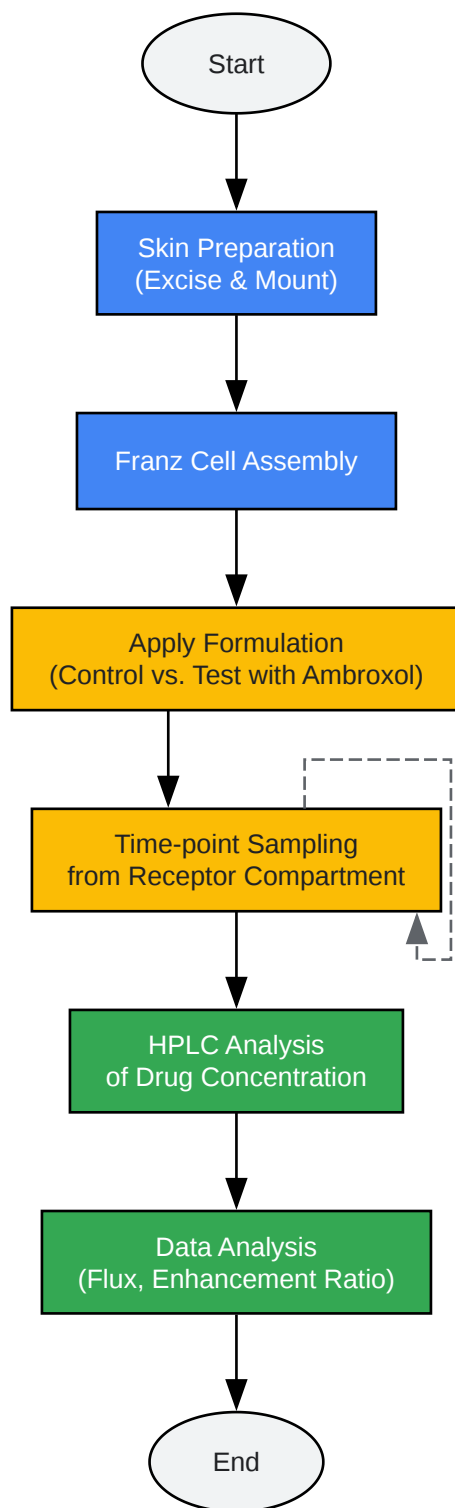 Start
Skin Preparation
(Excise & Mount)
Franz Cell Assembly
Apply Formulation
(Control vs. Test with Ambroxol)
Time-point Sampling
from Receptor Compartment
HPLC Analysis
of Drug Concentration
Data Analysis
(Flux, Enhancement Ratio)
End